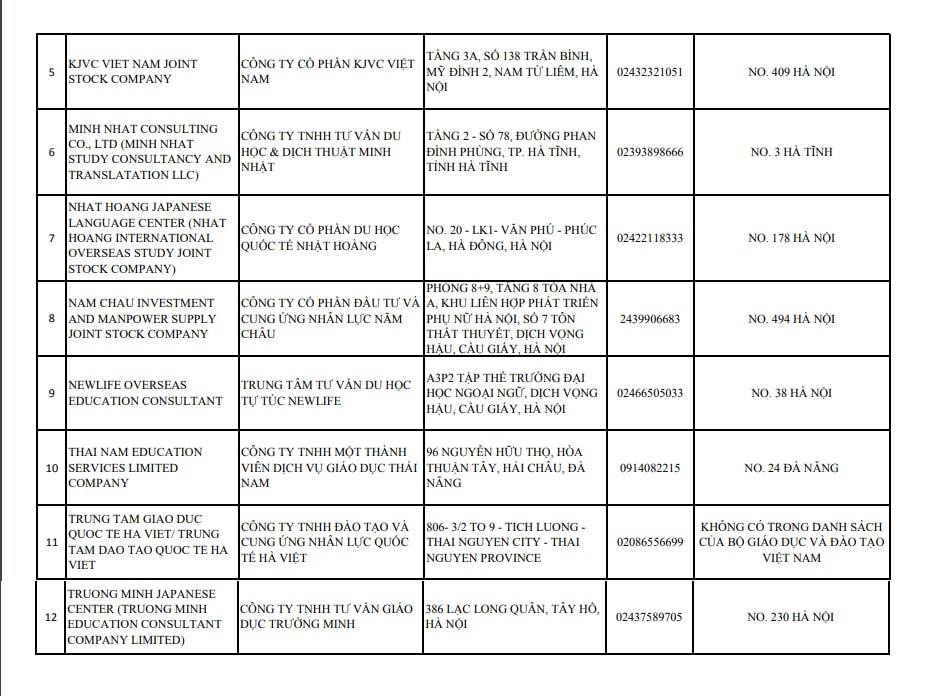 5
KJVC VIET NAM JOINT
STOCK COMPANY
CÔNG TY CỔ PHẦN KJVC VIỆT
NAM
TẦNG 3A, SỐ 138 TRẦN BÌNH,
MỸ ĐÌNH 2, NAM TỪ LIÊM, HÀ
NỘI
02432321051
NO. 409 HÀ NỘI
6
MINH NHAT CONSULTING
CO., LTD (MINH NHAT
STUDY CONSULTANCY AND
TRANSLATATION LLC)
CÔNG TY TNHH TƯ VẤN DU
HỌC & DỊCH THUẬT MINH
NHẬT
TẦNG 2 - SỐ 78, ĐƯỜNG PHAN
ĐÌNH PHÙNG, TP. HÀ TĨNH,
TỈNH HÀ TĨNH
02393898666
NO. 3 HÀ TĨNH
7
NHAT HOANG JAPANESE
LANGUAGE CENTER (NHAT
HOANG INTERNATIONAL
OVERSEAS STUDY JOINT
STOCK COMPANY)
CÔNG TY CỔ PHẦN DU HỌC
QUỐC TẾ NHẬT HOÀNG
NO. 20 - LK1- VĂN PHÚ - PHÚC
LA, HÀ ĐÔNG, HÀ NỘI
02422118333
NO. 178 HÀ NỘI
8
NAM CHAU INVESTMENT
AND MANPOWER SUPPLY
JOINT STOCK COMPANY
CÔNG TY CỔ PHẦN ĐẦU TƯ VÀ
CUNG ỨNG NHÂN LỰC NĂM
CHÂU
PHÒNG 8+9, TẦNG 8 TÒA NHÀ
A, KHU LIÊN HỢP PHÁT TRIỂN
PHỤ NỮ HÀ NỘI, SỐ 7 TÔN
THẤT THUYẾT, DỊCH VỌNG
HẬU, CẦU GIẤY, HÀ NỘI
2439906683
NO. 494 HÀ NỘI
9
NEWLIFE OVERSEAS
EDUCATION CONSULTANT
TRUNG TÂM TƯ VẤN DU HỌC
TỰ TÚC NEWLIFE
A3P2 TẬP THỂ TRƯỜNG ĐẠI
HỌC NGOẠI NGỮ, DỊCH VỌNG
HẬU, CẦU GIẤY, HÀ NỘI
02466505033
NO. 38 HÀ NỘI
10
THAI NAM EDUCATION
SERVICES LIMITED
COMPANY
CÔNG TY TNHH MỘT THÀNH
VIÊN DỊCH VỤ GIÁO DỤC THÁI
NAM
96 NGUYỄN HỮU THỌ, HÒA
THUẬN TÂY, HẢI CHÂU, ĐÀ
NẴNG
0914082215
NO. 24 ĐÀ NẴNG
11
TRUNG TAM GIAO DUC
QUOC TE HA VIET/ TRUNG
TAM DAO TAO QUOC TE HA
VIET
CÔNG TY TNHH ĐÀO TẠO VÀ
CUNG ỨNG NHÂN LỰC QUỐC
TẾ HÀ VIỆT
806- 3/2 TO 9 - TICH LUONG -
THAI NGUYEN CITY - THAI
NGUYEN PROVINCE
02086556699
KHÔNG CÓ TRONG DANH SÁCH
CỦA BỘ GIÁO DỤC VÀ ĐÀO TẠO
VIỆT NAM
12
TRUONG MINH JAPANESE
CENTER (TRUONG MINH
EDUCATION CONSULTANT
COMPANY LIMITED)
CÔNG TY TNHH TƯ VẤN GIÁO
DỤC TRƯỜNG MINH
386 LẠC LONG QUÂN, TÂY HỒ,
HÀ NỘI
02437589705
NO. 230 HÀ NỘI